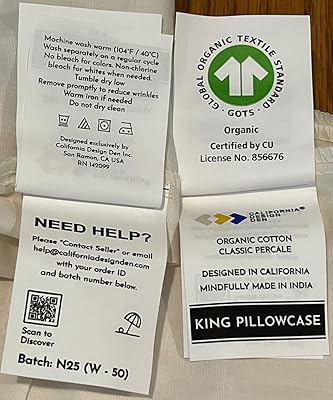 Machine wash warm (104°F / 40°C)
Wash separately on a regular cycle
No bleach for colors. Non-chlorine
bleach for whites when needed.
Tumble dry low
Remove promptly to reduce wrinkles
Warm iron if needed
Do not dry clean
Designed exclusively by
California Design Den Inc.
San Ramon, CA USA
RN 142099
GLOBAL ORGANIC TEXTILE STANDARD
· GOTS ·
Organic
Certified by CU
License No. 856676
NEED HELP?
Please "Contact Seller" or email
help@californiadesignden.com
with your order ID
and batch number below.
Scan to
Discover
Batch: N25 (W - 50)
CALIFORNIA®
DESIGN
DEN
ORGANIC COTTON
CLASSIC PERCALE
DESIGNED IN CALIFORNIA
MINDFULLY MADE IN INDIA
KING PILLOWCASE